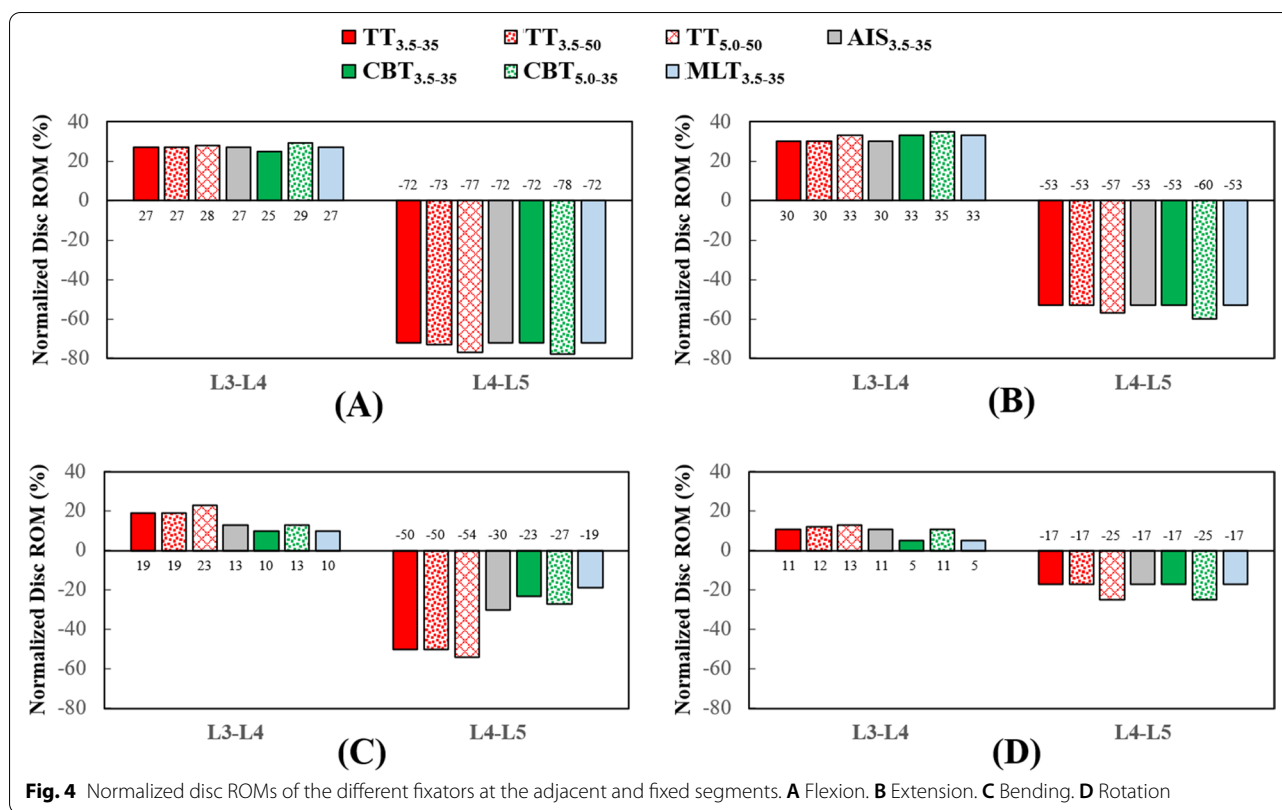 TT3.5-35 TT3.5-50 TT5.0-50 AIS3.5-35
CBT3.5-35 CBT5.0-35 MLT3.5-35
Normalized Disc ROM (%)
40
20
0
-20
-40
-60
-80
27 27 28 27 25 29 27
-72 -73 -77 -72 -72 -78 -72
L3-L4 L4-L5
(A)
Normalized Disc ROM (%)
40
20
0
-20
-40
-60
-80
30 30 33 30 33 35 33
-53 -53 -57 -53 -53 -60 -53
L3-L4 L4-L5
(B)
Normalized Disc ROM (%)
40
20
0
-20
-40
-60
-80
19 19 23 13 10 13 10
-50 -50 -54 -30 -23 -27 -19
L3-L4 L4-L5
(C)
Normalized Disc ROM (%)
40
20
0
-20
-40
-60
-80
11 12 13 11 5 11 5
-17 -17 -25 -17 -17 -25 -17
L3-L4 L4-L5
(D)
Fig. 4 Normalized disc ROMs of the different fixators at the adjacent and fixed segments. A Flexion. B Extension. C Bending. D Rotation